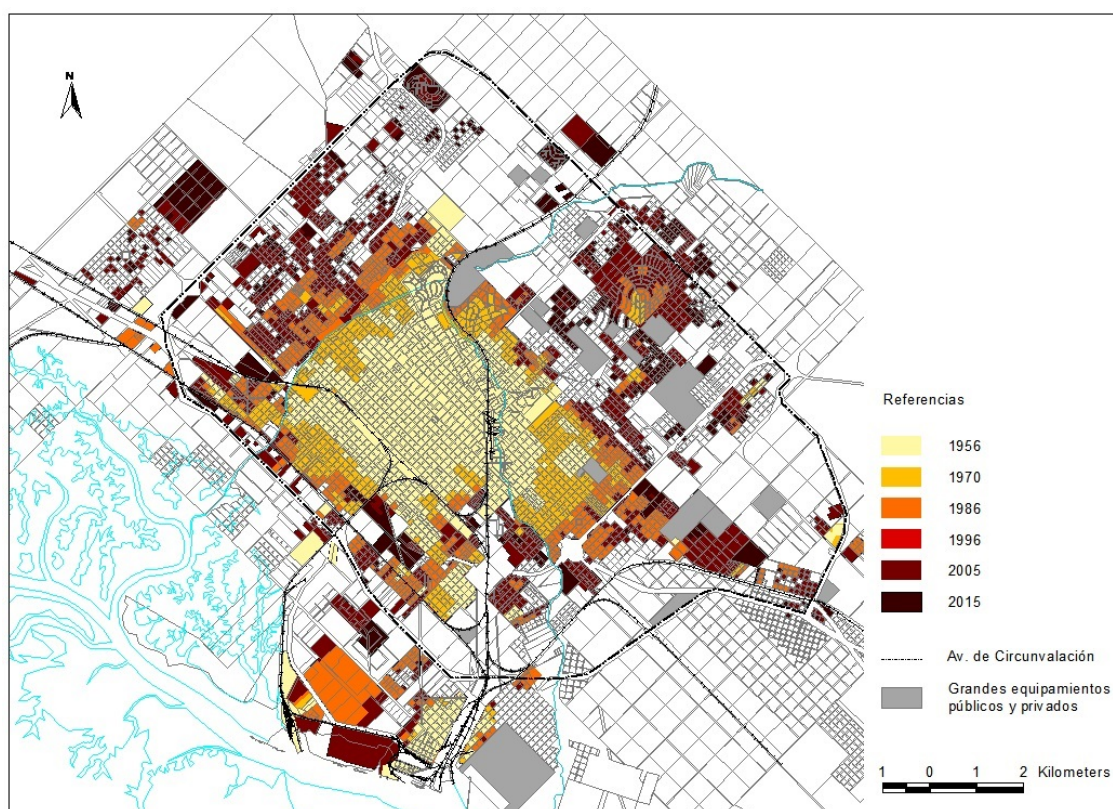 N
Referencias
1956
1970
1986
1996
2005
2015
Av. de Circunvalación
Grandes equipamientos
públicos y privados
1 0 1 2 Kilometers